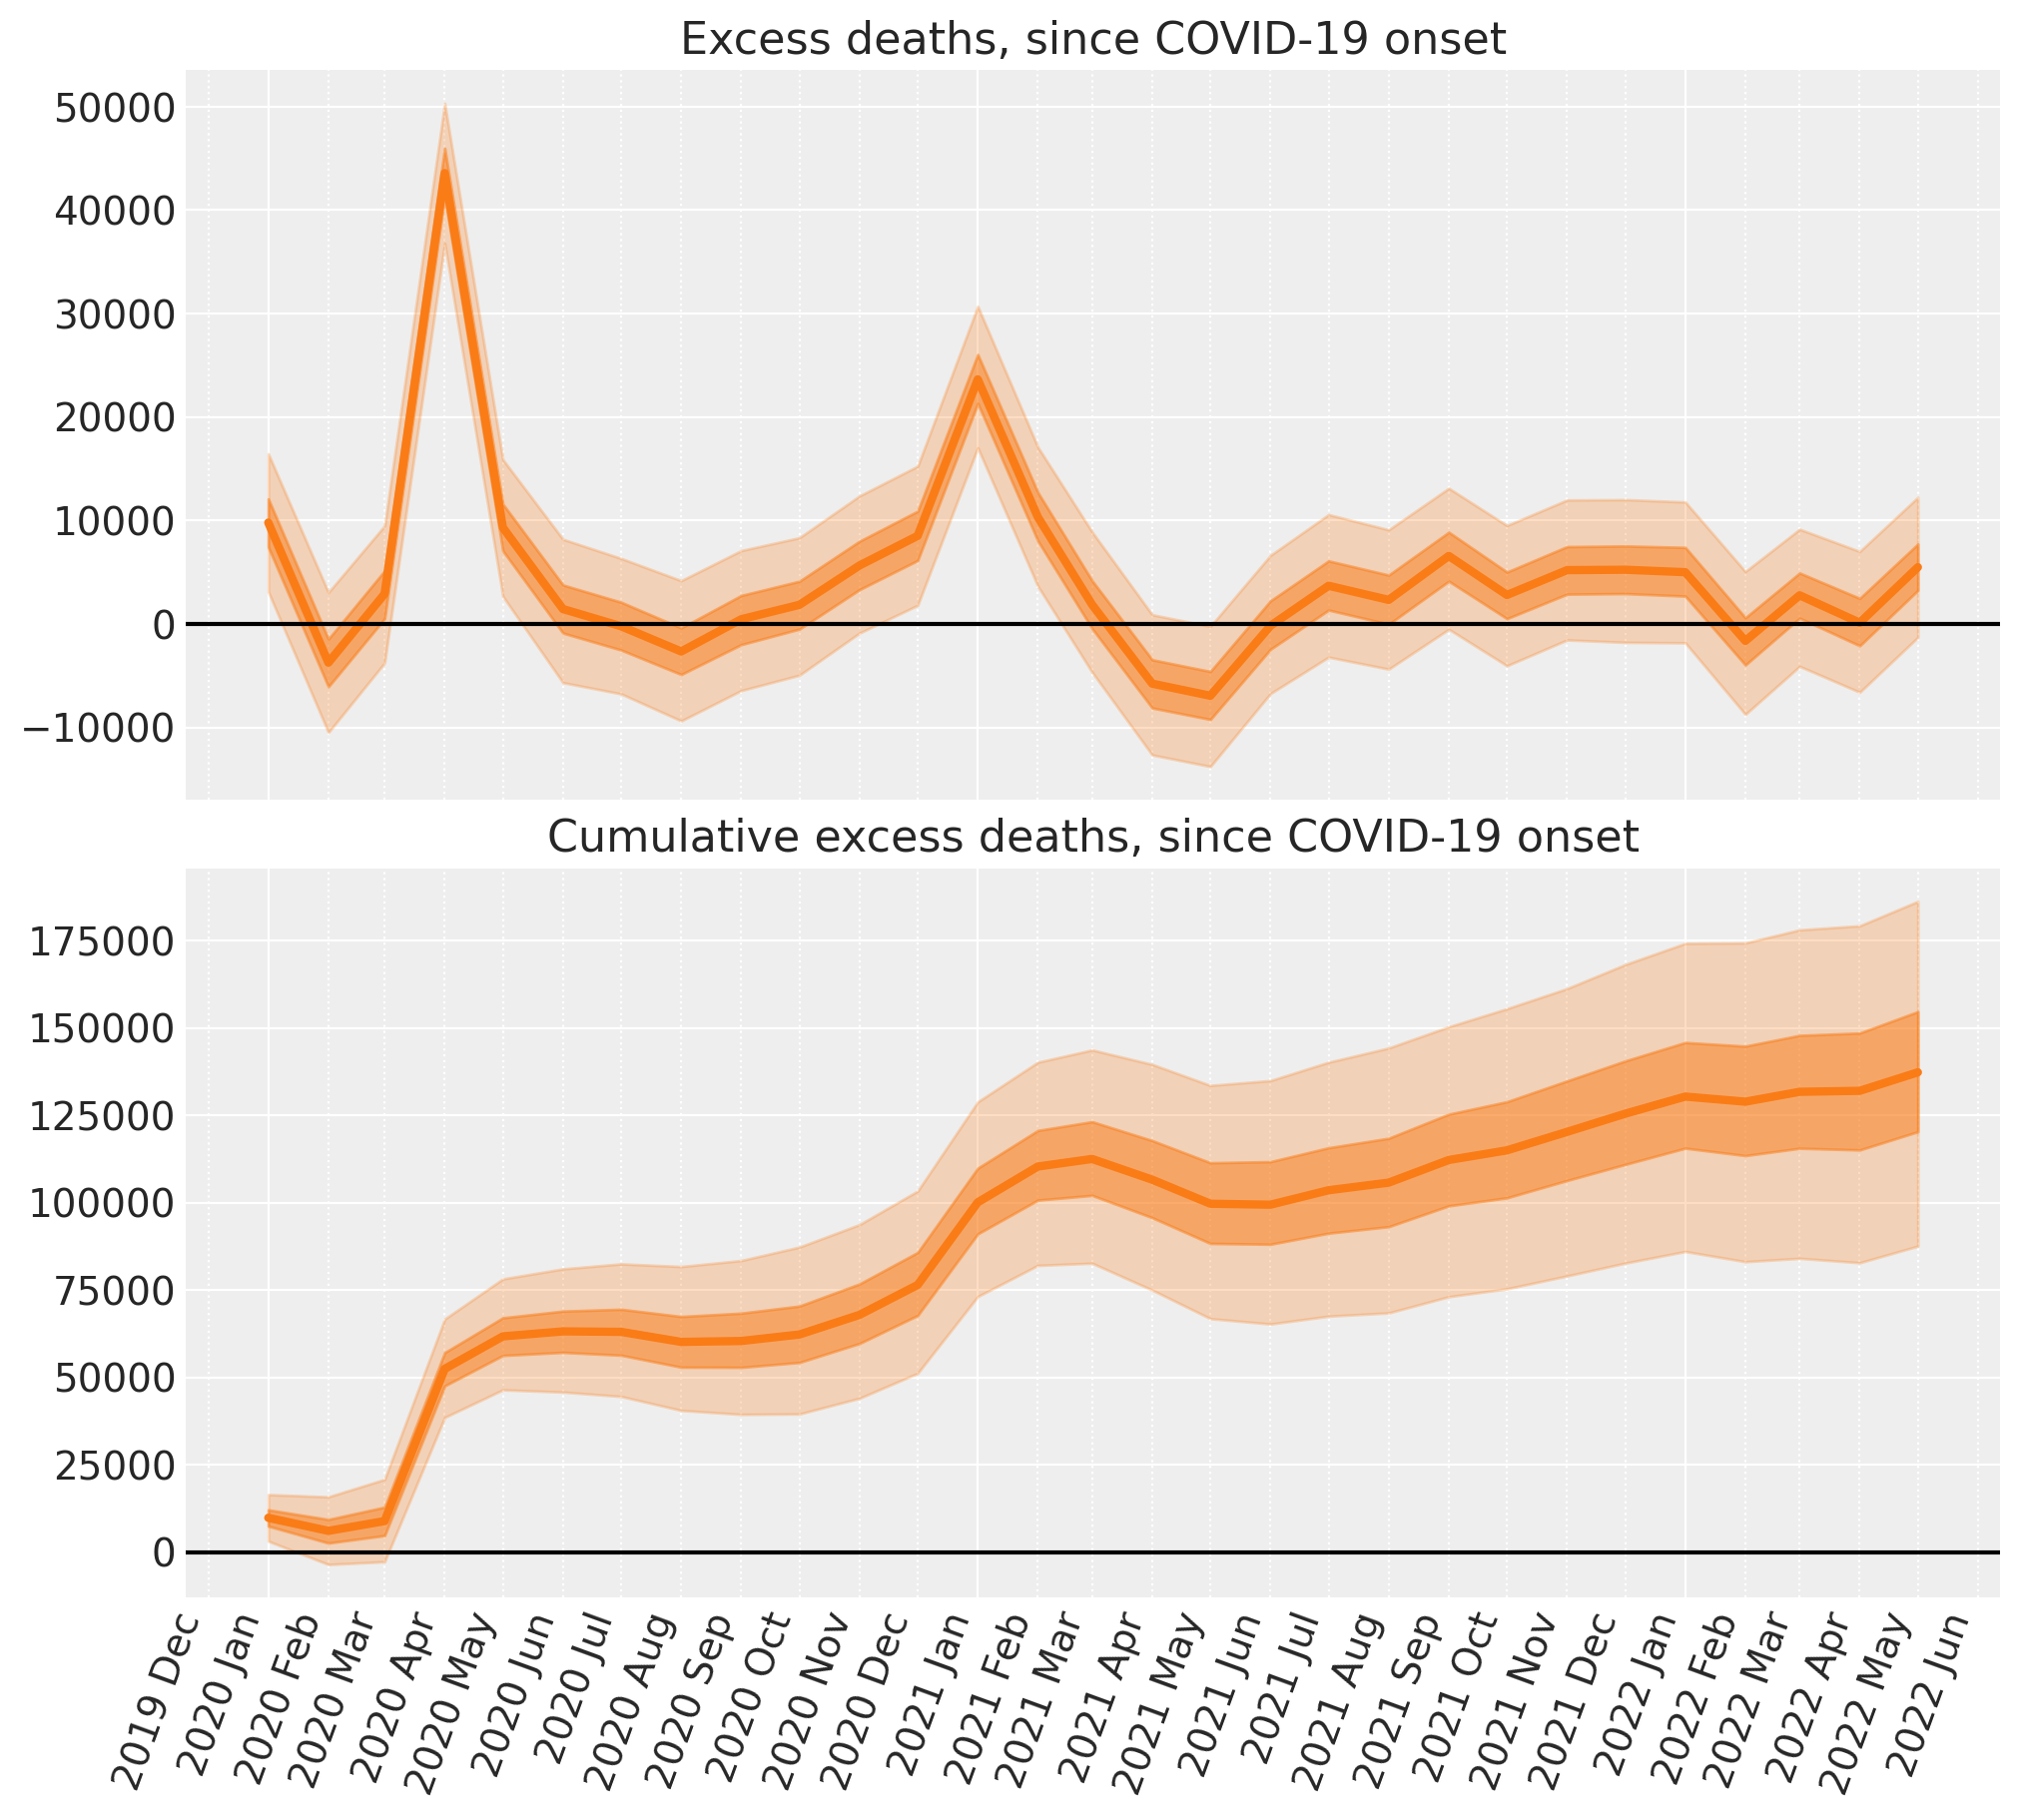 Excess deaths, since COVID-19 onset
50000
40000
30000
20000
10000
0
−10000
Cumulative excess deaths, since COVID-19 onset
175000
150000
125000
100000
75000
50000
25000
0
2019 Dec
2020 Jan
2020 Feb
2020 Mar
2020 Apr
2020 May
2020 Jun
2020 Jul
2020 Aug
2020 Sep
2020 Oct
2020 Nov
2020 Dec
2021 Jan
2021 Feb
2021 Mar
2021 Apr
2021 May
2021 Jun
2021 Jul
2021 Aug
2021 Sep
2021 Oct
2021 Nov
2021 Dec
2022 Jan
2022 Feb
2022 Mar
2022 Apr
2022 May
2022 Jun